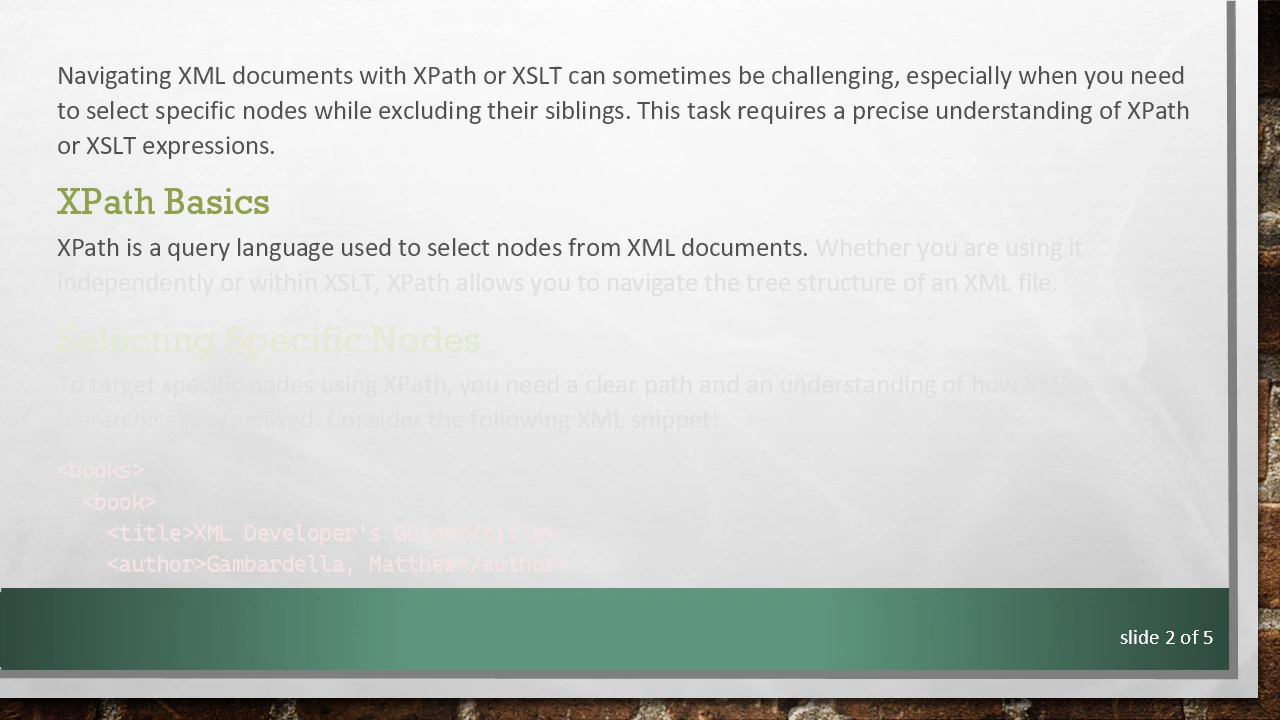 Navigating XML documents with XPath or XSLT can sometimes be challenging, especially when you need
to select specific nodes while excluding their siblings. This task requires a precise understanding of XPath
or XSLT expressions.
XPath Basics
XPath is a query language used to select nodes from XML documents. Whether you are using it
independently or within XSLT, XPath allows you to navigate the tree structure of an XML file.
Selecting Specific Nodes
To target specific nodes using XPath, you need a clear path and an understanding of how XML is
hierarchically organized. Consider the following XML snippet:
<books>
  <book>
    <title>XML Developer's Guide</title>
    <author>Gambardella, Matthew</author>
slide 2 of 5